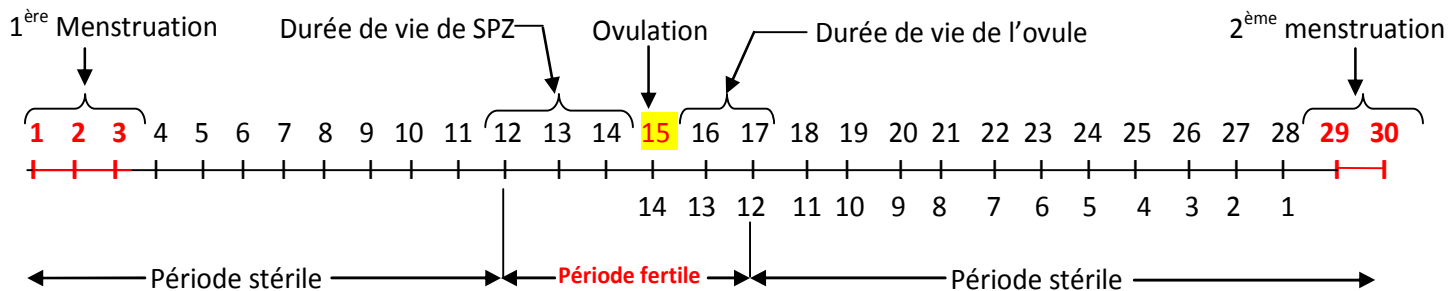 1ère Menstruation Durée de vie de SPZ Ovulation Durée de vie de l’ovule 2ème menstruation
1 2 3 4 5 6 7 8 9 10 11 12 13 14 15 16 17 18 19 20 21 22 23 24 25 26 27 28 29 30
14 13 12 11 10 9 8 7 6 5 4 3 2 1
Période stérile Période fertile Période stérile